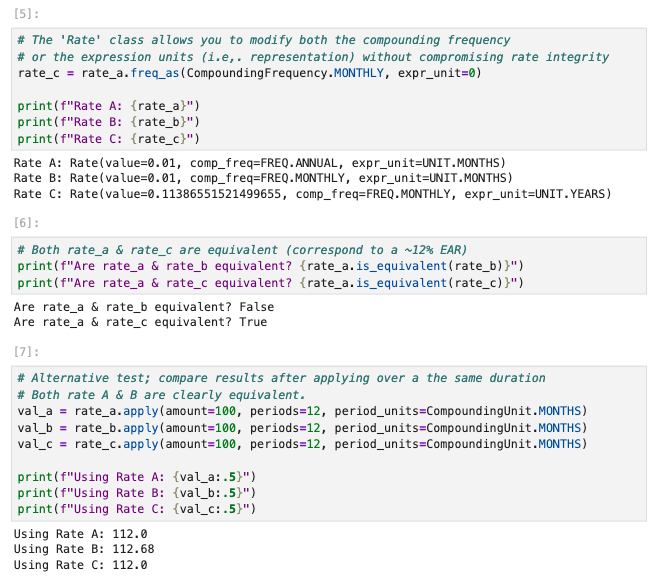 [5]:
# The 'Rate' class allows you to modify both the compounding frequency
# or the expression units (i.e,. representation) without compromising rate integrity
rate_c = rate_a.freq_as(CompoundingFrequency.MONTHLY, expr_unit=0)
print(f"Rate A: {rate_a}")
print(f"Rate B: {rate_b}")
print(f"Rate C: {rate_c}")
Rate A: Rate(value=0.01, comp_freq=FREQ.ANNUAL, expr_unit=UNIT.MONTHS)
Rate B: Rate(value=0.01, comp_freq=FREQ.MONTHLY, expr_unit=UNIT.MONTHS)
Rate C: Rate(value=0.11386551521499655, comp_freq=FREQ.MONTHLY, expr_unit=UNIT.YEARS)
[6]:
# Both rate_a & rate_c are equivalent (correspond to a ~12% EAR)
print(f"Are rate_a & rate_b equivalent? {rate_a.is_equivalent(rate_b)}")
print(f"Are rate_a & rate_c equivalent? {rate_a.is_equivalent(rate_c)}")
Are rate_a & rate_b equivalent? False
Are rate_a & rate_c equivalent? True
[7]:
# Alternative test; compare results after applying over a the same duration
# Both rate A & B are clearly equivalent.
val_a = rate_a.apply(amount=100, periods=12, period_units=CompoundingUnit.MONTHS)
val_b = rate_b.apply(amount=100, periods=12, period_units=CompoundingUnit.MONTHS)
val_c = rate_c.apply(amount=100, periods=12, period_units=CompoundingUnit.MONTHS)
print(f"Using Rate A: {val_a:.5}")
print(f"Using Rate B: {val_b:.5}")
print(f"Using Rate C: {val_c:.5}")
Using Rate A: 112.0
Using Rate B: 112.68
Using Rate C: 112.0